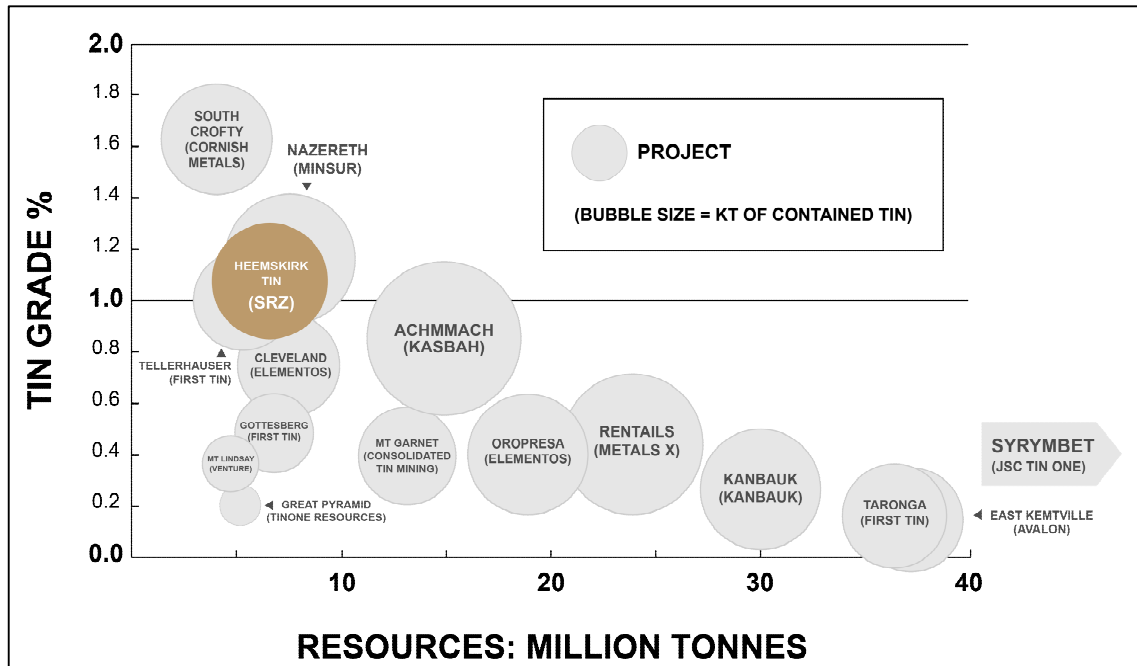 2.0
1.8
1.6
1.4
1.2
1.0
0.8
0.6
0.4
0.2
0.0
TIN GRADE %
SOUTH
CROFTY
(CORNISH
METALS)
NAZERETH
(MINSUR)
HEEMSKIRK
TIN
(SRZ)
TELLERHAUSER
(FIRST TIN)
CLEVELAND
(ELEMENTOS)
ACHMMACH
(KASBAH)
GOTTESBERG
(FIRST TIN)
MT LINDSAY
(VENTURE)
GREAT PYRAMID
(TINONE RESOURCES)
MT GARNET
(CONSOLIDATED
TIN MINING)
OROPRESA
(ELEMENTOS)
RENTAILS
(METALS X)
KANBAUK
(KANBAUK)
TARONGA
(FIRST TIN)
EAST KEMTVILLE
(AVALON)
SYRYMBET
(JSC TIN ONE)
PROJECT
(BUBBLE SIZE = KT OF CONTAINED TIN)
10
20
30
40
RESOURCES: MILLION TONNES